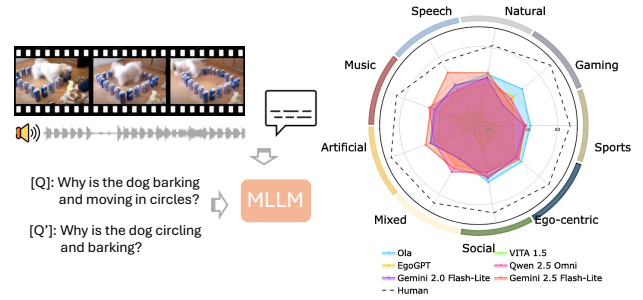 [Q]: Why is the dog barking
and moving in circles?
[Q']: Why is the dog circling
and barking?
MLLM
Speech
Natural
Music
Gaming
Artificial
Sports
Mixed
Ego-centric
Social
Ola
VITA 1.5
EgoGPT
Qwen 2.5 Omni
Gemini 2.0 Flash-Lite
Gemini 2.5 Flash-Lite
Human